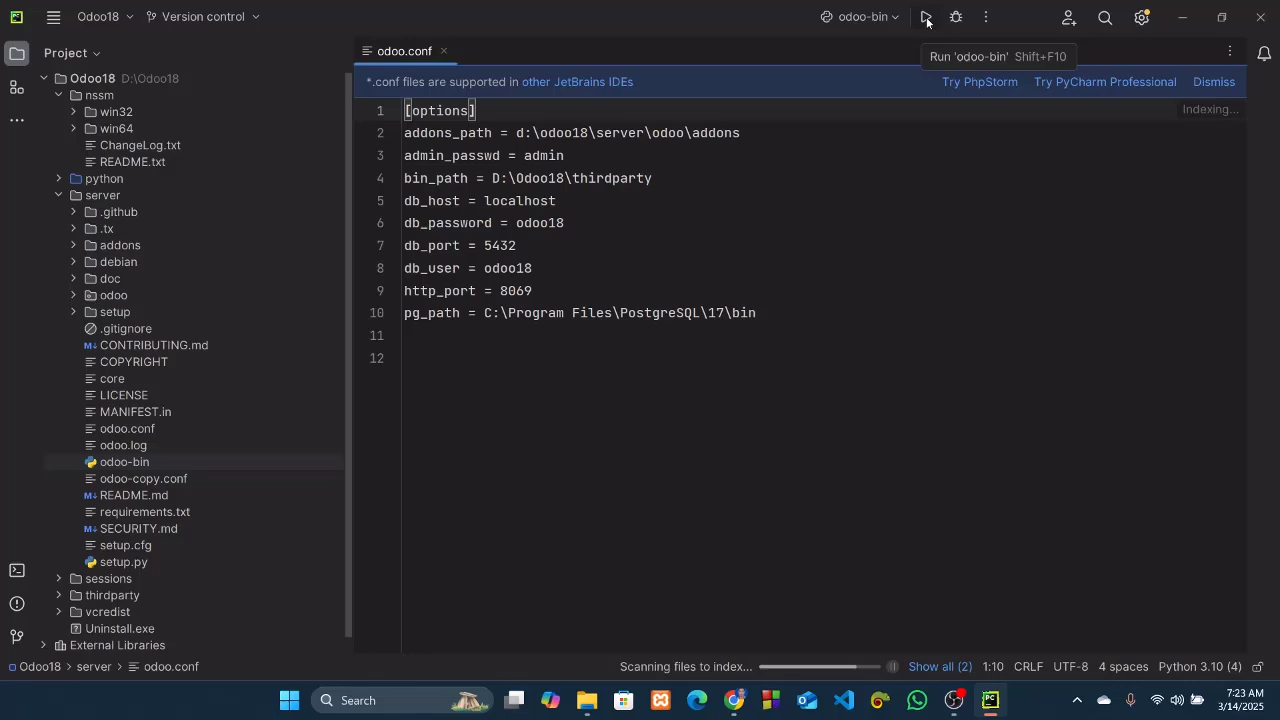 Odoo18
Version control
odoo-bin
Project
odoo.conf
Run 'odoo-bin' Shift+F10
*.conf files are supported in other JetBrains IDEs
Try PhpStorm
Try PyCharm Professional
Dismiss
Indexing...
Odoo18 D:\Odoo18
nssm
win32
win64
ChangeLog.txt
README.txt
python
server
.github
.tx
addons
debian
doc
odoo
setup
.gitignore
CONTRIBUTING.md
COPYRIGHT
core
LICENSE
MANIFEST.in
odoo.conf
odoo.log
odoo-bin
odoo-copy.conf
README.md
requirements.txt
SECURITY.md
setup.cfg
setup.py
sessions
thirdparty
vcredist
Uninstall.exe
External Libraries
1 [options]
2 addons_path = d:\odoo18\server\odoo\addons
3 admin_passwd = admin
4 bin_path = D:\Odoo18\thirdparty
5 db_host = localhost
6 db_password = odoo18
7 db_port = 5432
8 db_user = odoo18
9 http_port = 8069
10 pg_path = C:\Program Files\PostgreSQL\17\bin
11
12
Odoo18 > server > odoo.conf
Scanning files to index...
Show all (2)
1:10
CRLF
UTF-8
4 spaces
Python 3.10 (4)
Search
7:23 AM
3/14/2025